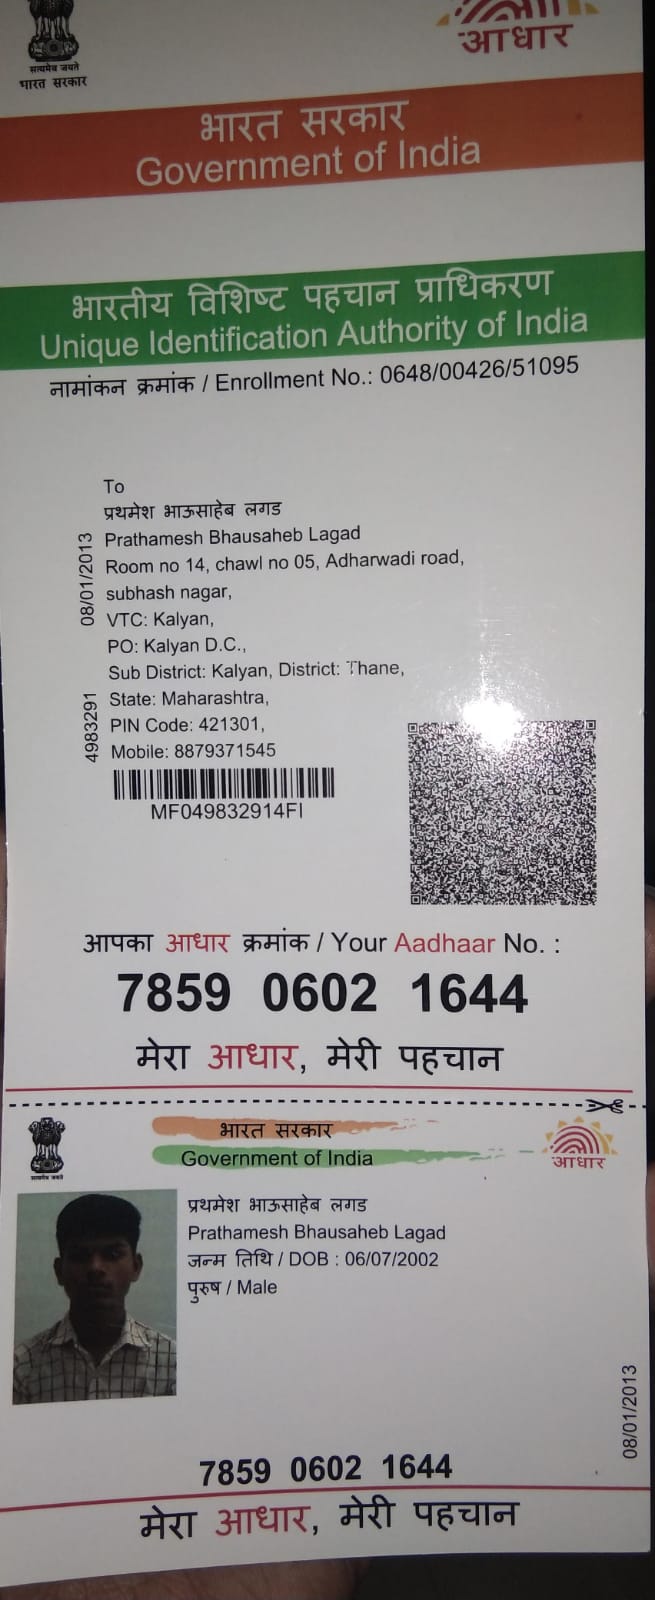 सत्यमेव जयते
भारत सरकार
आधार
भारत सरकार
Government of India
भारतीय विशिष्ट पहचान प्राधिकरण
Unique Identification Authority of India
नामांकन क्रमांक / Enrollment No.: 0648/00426/51095
To
प्रथमेश भाऊसाहेब लगड
Prathamesh Bhausaheb Lagad
Room no 14, chawl no 05, Adharwadi road,
subhash nagar,
VTC: Kalyan,
PO: Kalyan D.C.,
Sub District: Kalyan, District: Thane,
State: Maharashtra,
PIN Code: 421301,
Mobile: 8879371545
08/01/2013
4983291
MF049832914FI
आपका आधार क्रमांक / Your Aadhaar No. :
7859 0602 1644
मेरा आधार, मेरी पहचान
भारत सरकार
Government of India
आधार
प्रथमेश भाऊसाहेब लगड
Prathamesh Bhausaheb Lagad
जन्म तिथि / DOB : 06/07/2002
पुरुष / Male
08/01/2013
7859 0602 1644
मेरा आधार, मेरी पहचान